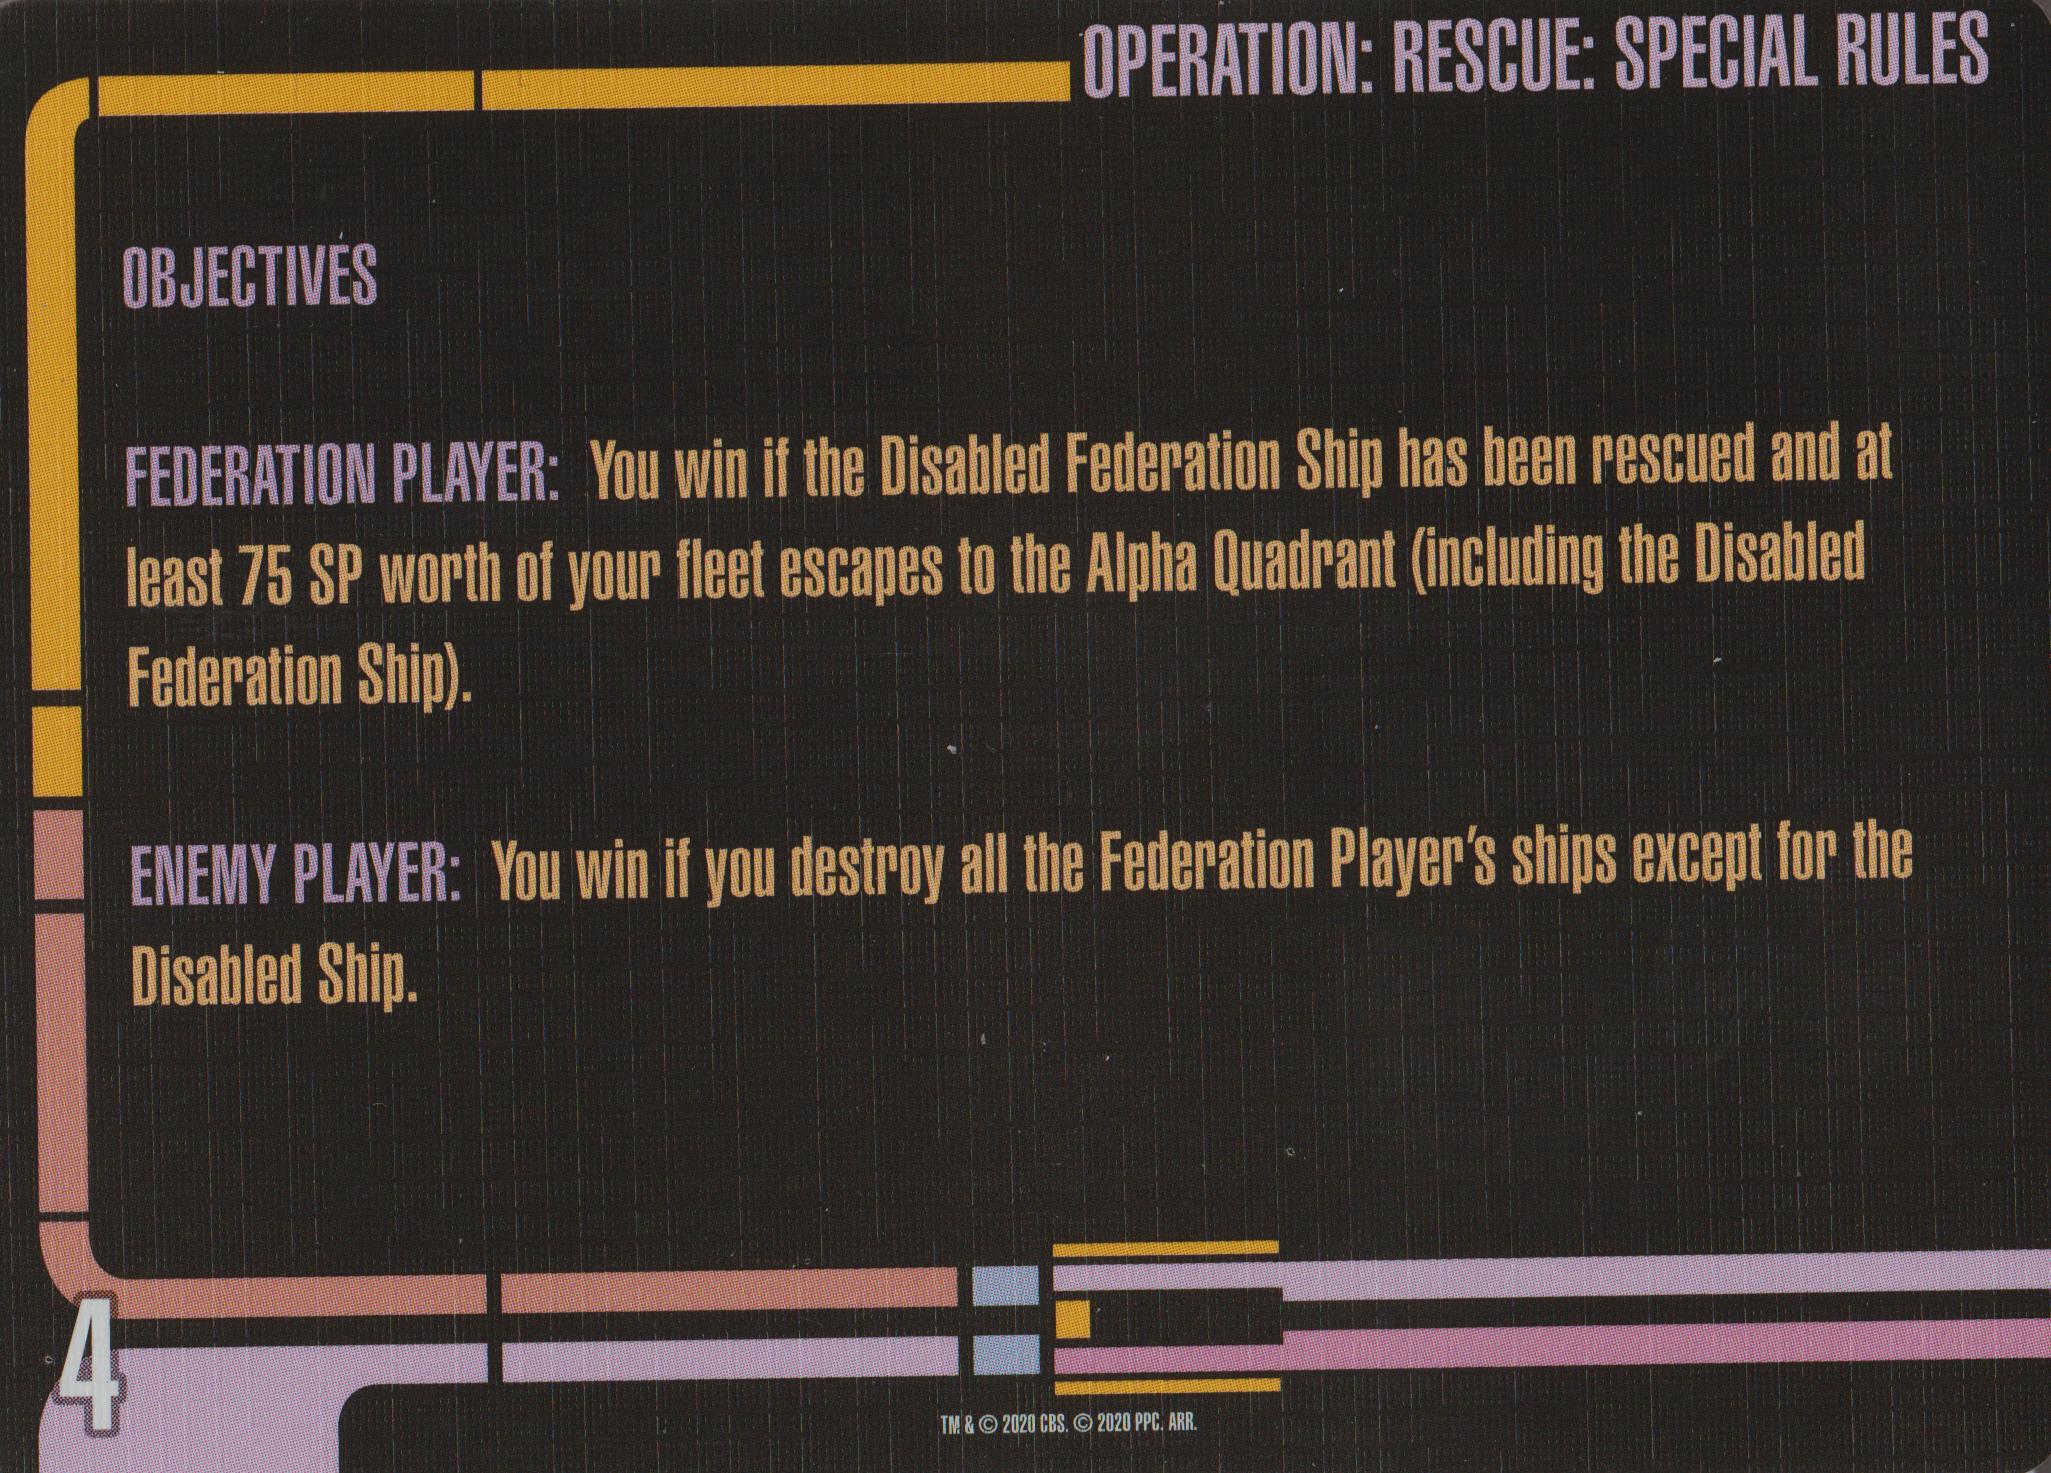 OPERATION: RESCUE: SPECIAL RULES
OBJECTIVES
FEDERATION PLAYER: You win if the Disabled Federation Ship has been rescued and at
least 75 SP worth of your fleet escapes to the Alpha Quadrant (including the Disabled
Federation Ship).
ENEMY PLAYER: You win if you destroy all the Federation Player's ships except for the
Disabled Ship.
4
TM & © 2020 CBS. © 2020 PPC. ARR.